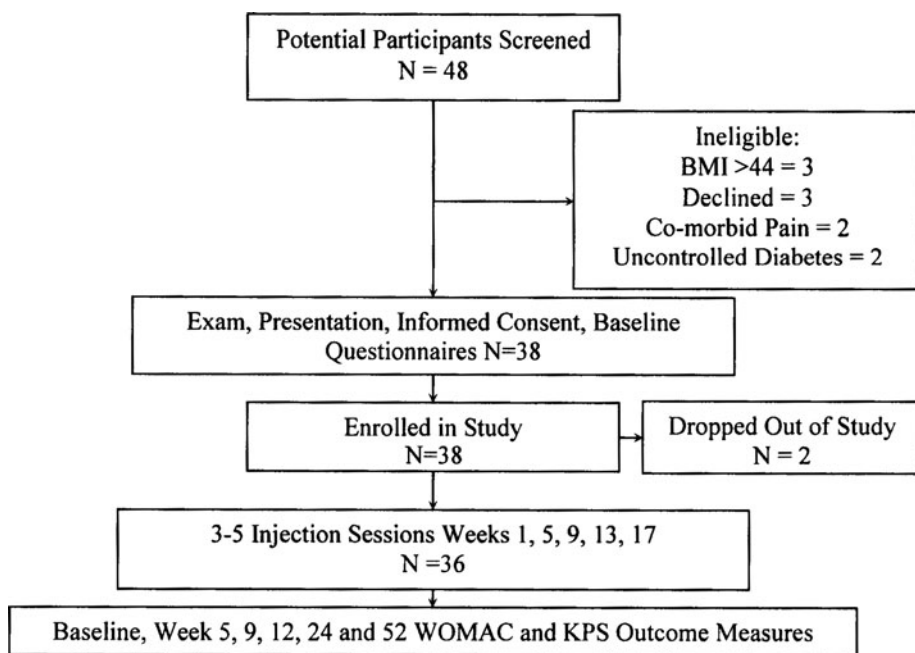 Potential Participants Screened
N = 48
Ineligible:
BMI >44 = 3
Declined = 3
Co-morbid Pain = 2
Uncontrolled Diabetes = 2
Exam, Presentation, Informed Consent, Baseline
Questionnaires N=38
Enrolled in Study
N=38
Dropped Out of Study
N = 2
3-5 Injection Sessions Weeks 1, 5, 9, 13, 17
N =36
Baseline, Week 5, 9, 12, 24 and 52 WOMAC and KPS Outcome Measures